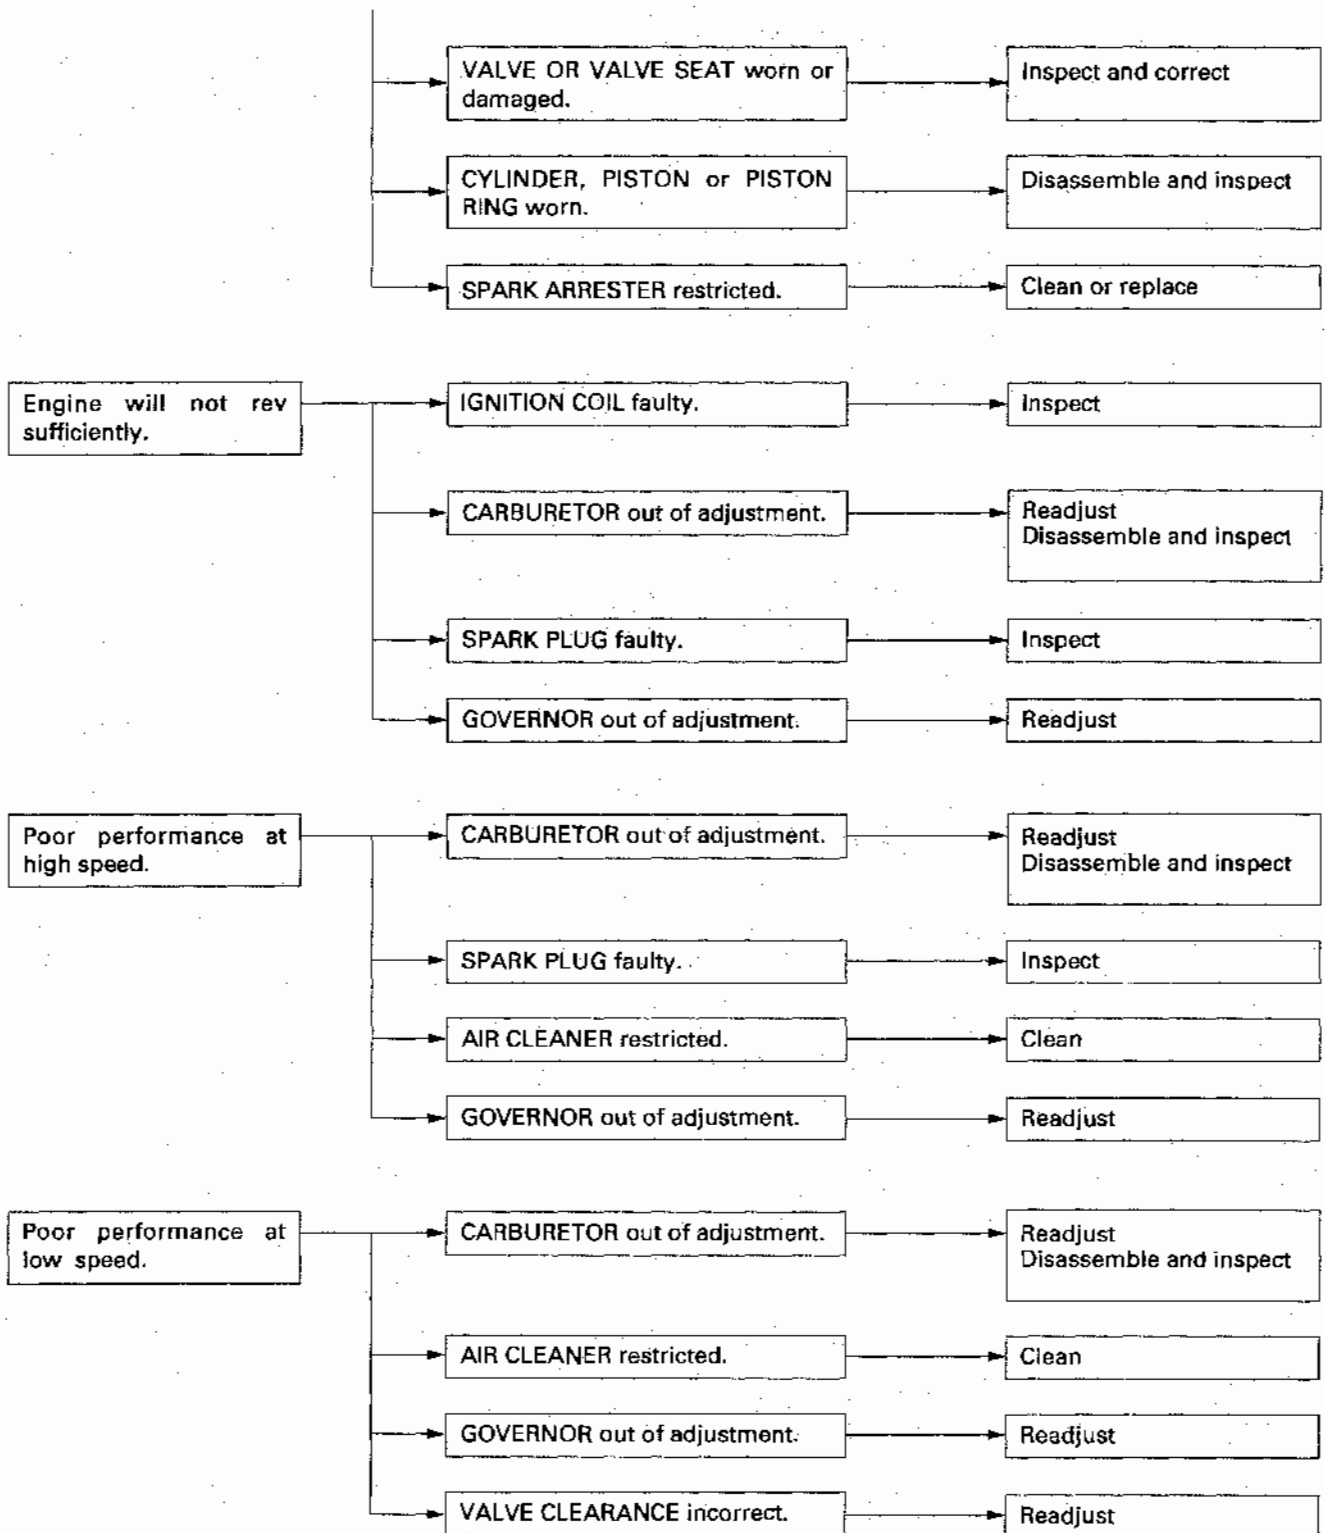 VALVE OR VALVE SEAT worn or
damaged.
Inspect and correct
CYLINDER, PISTON or PISTON
RING worn.
Disassemble and inspect
SPARK ARRESTER restricted.
Clean or replace
Engine will not rev
sufficiently.
IGNITION COIL faulty.
Inspect
CARBURETOR out of adjustment.
Readjust
Disassemble and inspect
SPARK PLUG faulty.
Inspect
GOVERNOR out of adjustment.
Readjust
Poor performance at
high speed.
CARBURETOR out of adjustment.
Readjust
Disassemble and inspect
SPARK PLUG faulty.
Inspect
AIR CLEANER restricted.
Clean
GOVERNOR out of adjustment.
Readjust
Poor performance at
low speed.
CARBURETOR out of adjustment.
Readjust
Disassemble and inspect
AIR CLEANER restricted.
Clean
GOVERNOR out of adjustment.
Readjust
VALVE CLEARANCE incorrect.
Readjust